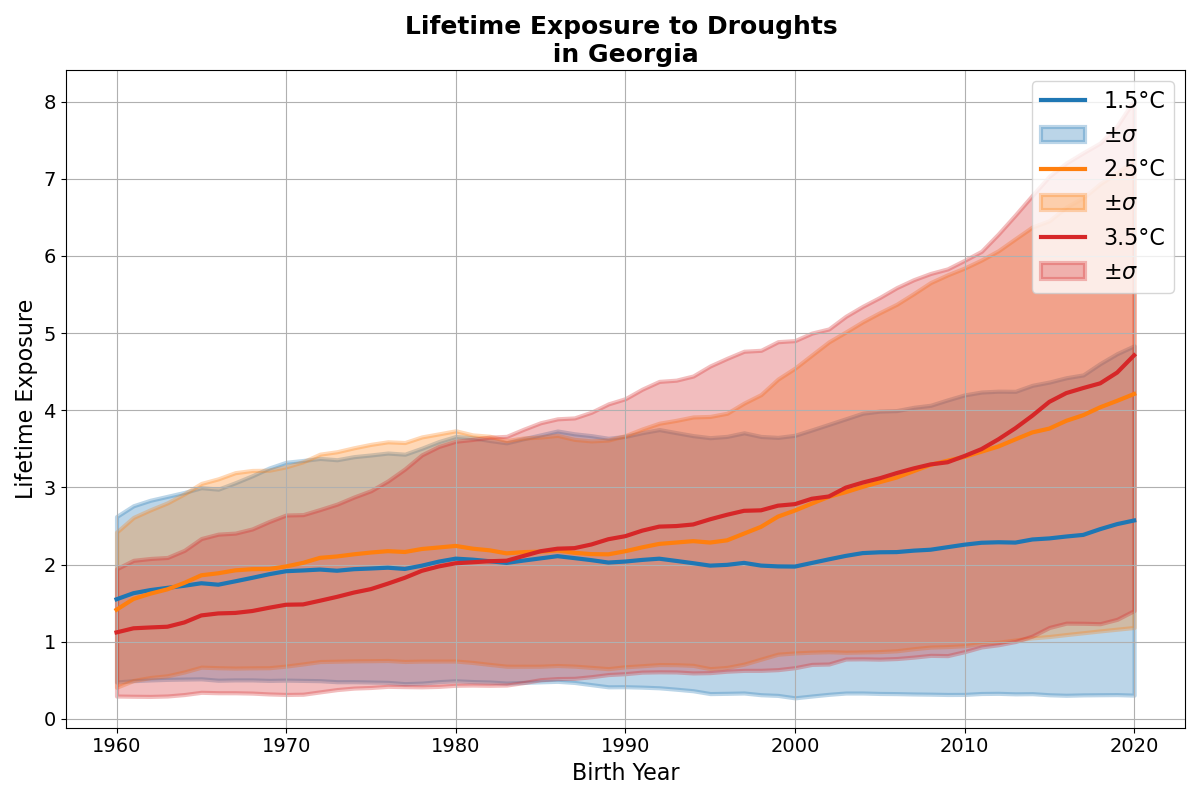 Lifetime Exposure to Droughts
in Georgia
8
7
6
5
4
3
2
1
0
Lifetime Exposure
1960
1970
1980
1990
2000
2010
2020
Birth Year
1.5°C
±σ
2.5°C
±σ
3.5°C
±σ